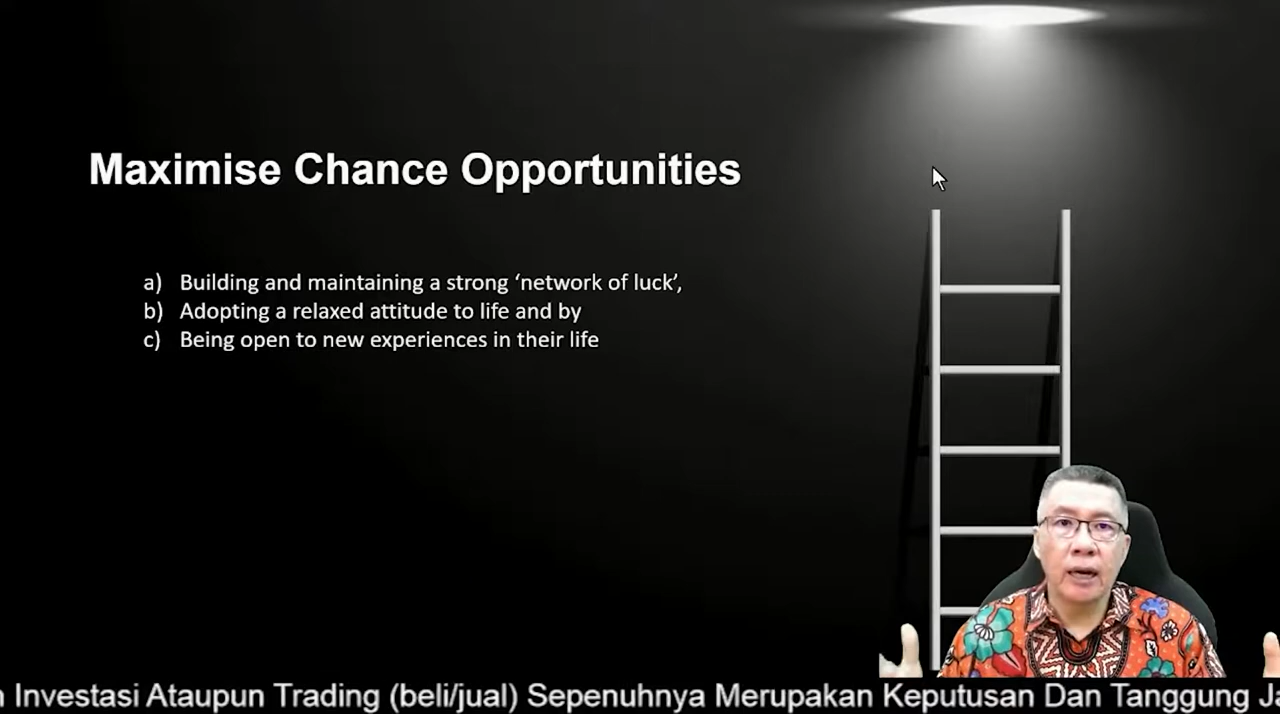 Maximise Chance Opportunities
a) Building and maintaining a strong ‘network of luck’,
b) Adopting a relaxed attitude to life and by
c) Being open to new experiences in their life
Investasi Ataupun Trading (beli/jual) Sepenuhnya Merupakan Keputusan Dan Tanggung